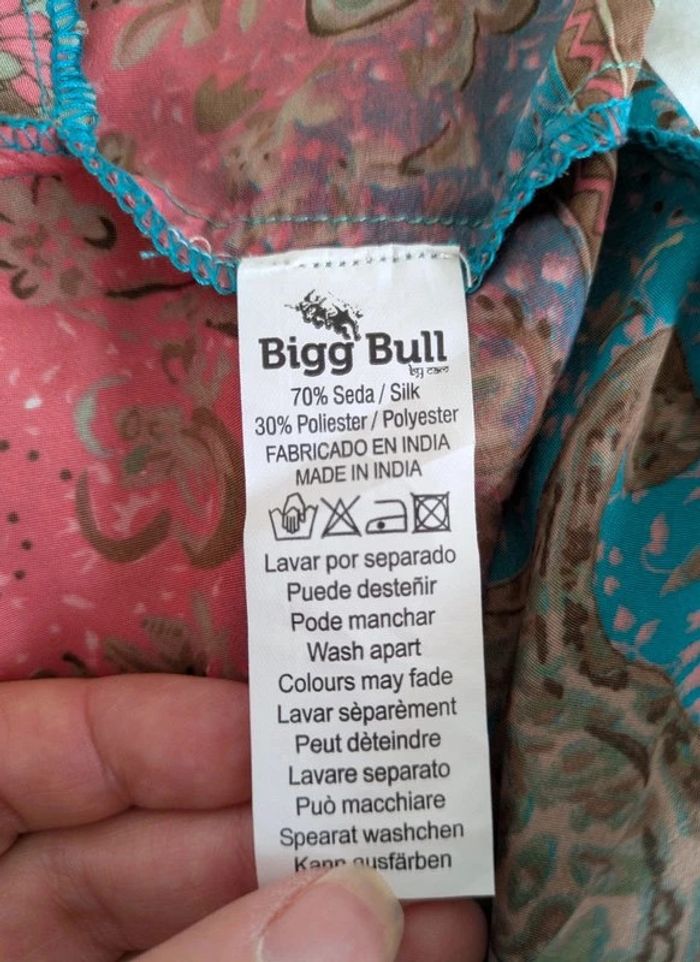 Bigg Bull
by caro
70% Seda / Silk
30% Poliester / Polyester
FABRICADO EN INDIA
MADE IN INDIA
Lavar por separado
Puede desteñir
Pode manchar
Wash apart
Colours may fade
Lavar sèparèment
Peut dèteindre
Lavare separato
Può macchiare
Spearat washchen
Kann ausfärben